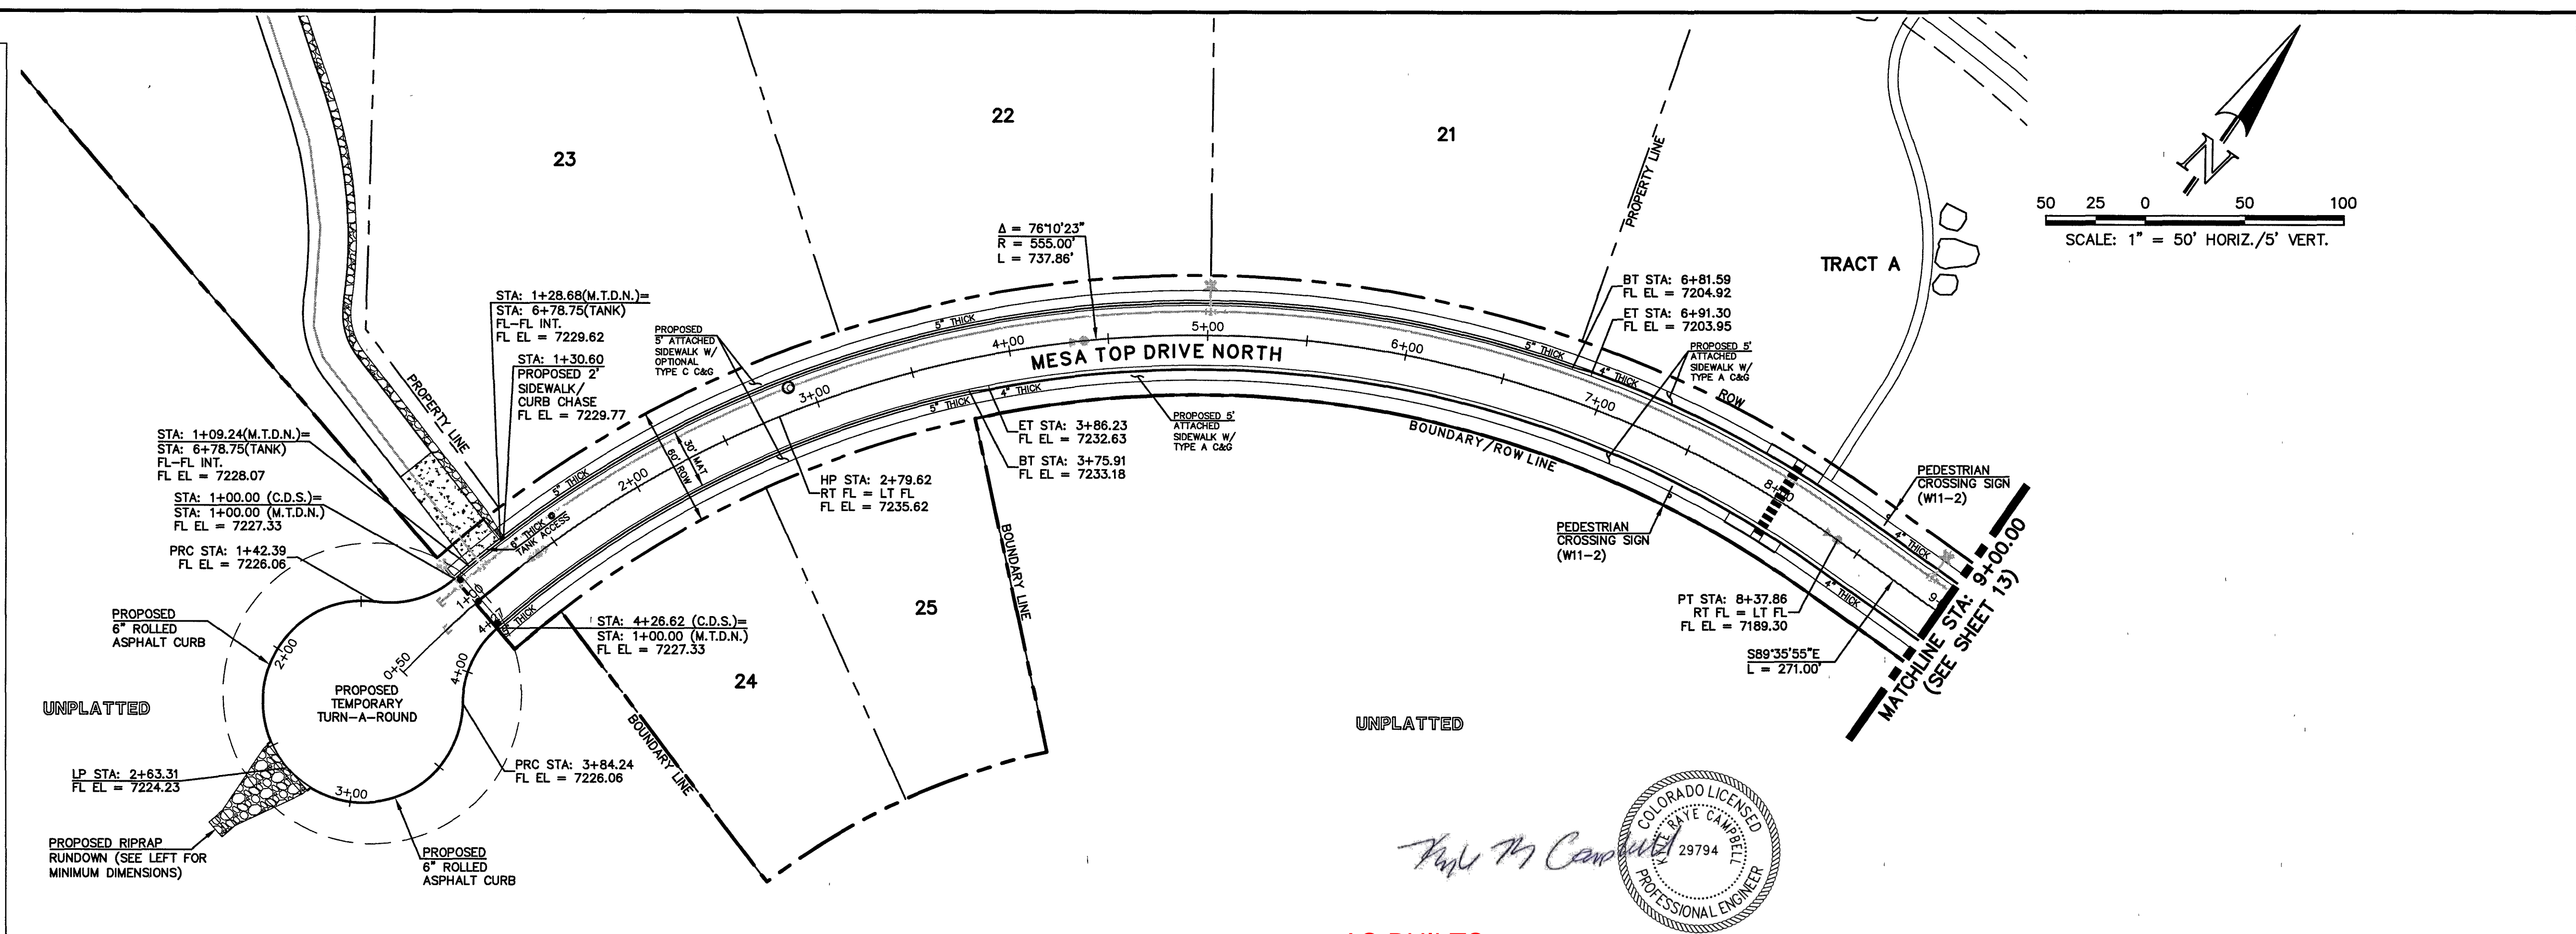 23
22
21
TRACT A
N
50 25 0 50 100
SCALE: 1" = 50' HORIZ./5' VERT.
PROPERTY LINE
Δ = 76°10'23"
R = 555.00'
L = 737.86'
BT STA: 6+81.59
FL EL = 7204.92
ET STA: 6+91.30
FL EL = 7203.95
STA: 1+28.68(M.T.D.N.)=
STA: 6+78.75(TANK)
FL-FL INT.
FL EL = 7229.62
STA: 1+30.60
PROPOSED 2'
SIDEWALK/
CURB CHASE
FL EL = 7229.77
PROPOSED
5' ATTACHED
SIDEWALK W/
OPTIONAL
TYPE C C&G
PROPERTY LINE
5" THICK
5" THICK
5" THICK
4" THICK
MESA TOP DRIVE NORTH
2+00
3+00
4+00
5+00
6+00
7+00
8+00
9+
PROPOSED 5'
ATTACHED
SIDEWALK W/
TYPE A C&G
ROW
30' MAT
60' ROW
5" THICK
4" THICK
ET STA: 3+86.23
FL EL = 7232.63
BT STA: 3+75.91
FL EL = 7233.18
PROPOSED 5'
ATTACHED
SIDEWALK W/
TYPE A C&G
BOUNDARY/ROW LINE
HP STA: 2+79.62
RT FL = LT FL
FL EL = 7235.62
STA: 1+09.24(M.T.D.N.)=
STA: 6+78.75(TANK)
FL-FL INT.
FL EL = 7228.07
STA: 1+00.00 (C.D.S.)=
STA: 1+00.00 (M.T.D.N.)
FL EL = 7227.33
PRC STA: 1+42.39
FL EL = 7226.06
6" THICK @
TANK ACCESS
PEDESTRIAN
CROSSING SIGN
(W11-2)
PEDESTRIAN
CROSSING SIGN
(W11-2)
4" THICK
4" THICK
MATCHLINE STA: 9+00.00
(SEE SHEET 13)
PT STA: 8+37.86
RT FL = LT FL
FL EL = 7189.30
S89°35'55"E
L = 271.00'
BOUNDARY LINE
25
24
BOUNDARY LINE
STA: 4+26.62 (C.D.S.)=
STA: 1+00.00 (M.T.D.N.)
FL EL = 7227.33
1+00
0+50
4+00
2+00
3+00
PROPOSED
6" ROLLED
ASPHALT CURB
PROPOSED
TEMPORARY
TURN-A-ROUND
UNPLATTED
UNPLATTED
LP STA: 2+63.31
FL EL = 7224.23
PRC STA: 3+84.24
FL EL = 7226.06
PROPOSED RIPRAP
RUNDOWN (SEE LEFT FOR
MINIMUM DIMENSIONS)
PROPOSED
6" ROLLED
ASPHALT CURB
COLORADO LICENSED
PROFESSIONAL ENGINEER
RAYE CAMPBELL
29794